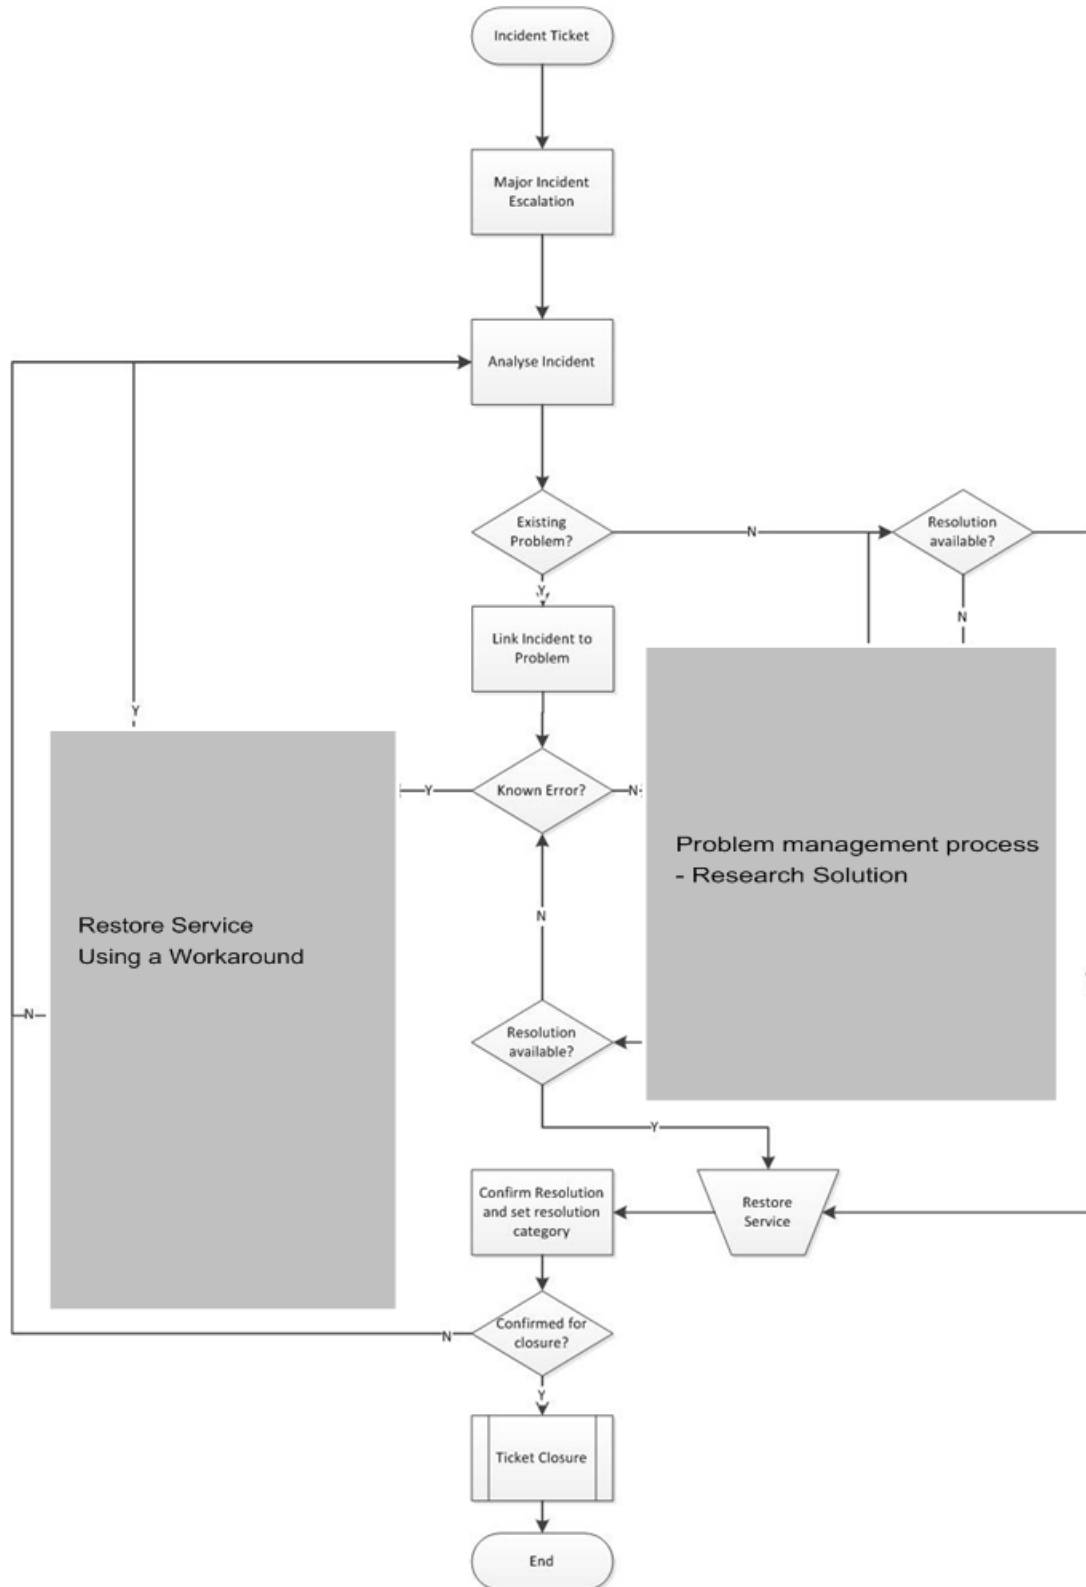 Incident Ticket
Major Incident
Escalation
Analyse Incident
Existing
Problem?
N
Resolution
available?
Y
N
Link Incident to
Problem
Y
Y
Known Error?
N
Problem management process
- Research Solution
Restore Service
Using a Workaround
N
N
Resolution
available?
Y
Confirm Resolution
and set resolution
category
Restore
Service
N
Confirmed for
closure?
Y
Ticket Closure
End